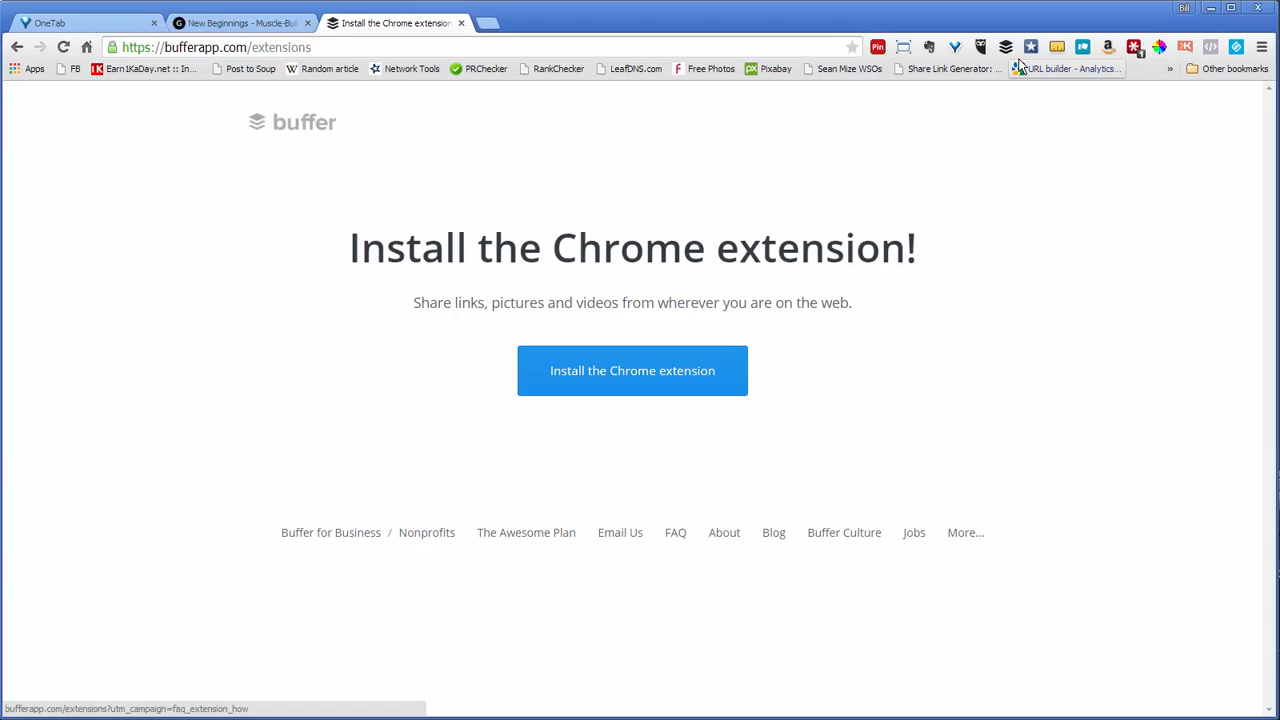 OneTab
New Beginnings - Muscle-Bui
Install the Chrome extension
Bill
https://bufferapp.com/extensions
Apps
FB
Earn1KaDay.net :: In...
Post to Soup
Random article
Network Tools
PRChecker
RankChecker
LeafDNS.com
Free Photos
Pixabay
Sean Mize WSOs
Share Link Generator: ...
URL builder - Analytics...
»
Other bookmarks
buffer
Install the Chrome extension!
Share links, pictures and videos from wherever you are on the web.
Install the Chrome extension
Buffer for Business / Nonprofits The Awesome Plan Email Us FAQ About Blog Buffer Culture Jobs More...
bufferapp.com/extensions?utm_campaign=faq_extension_how